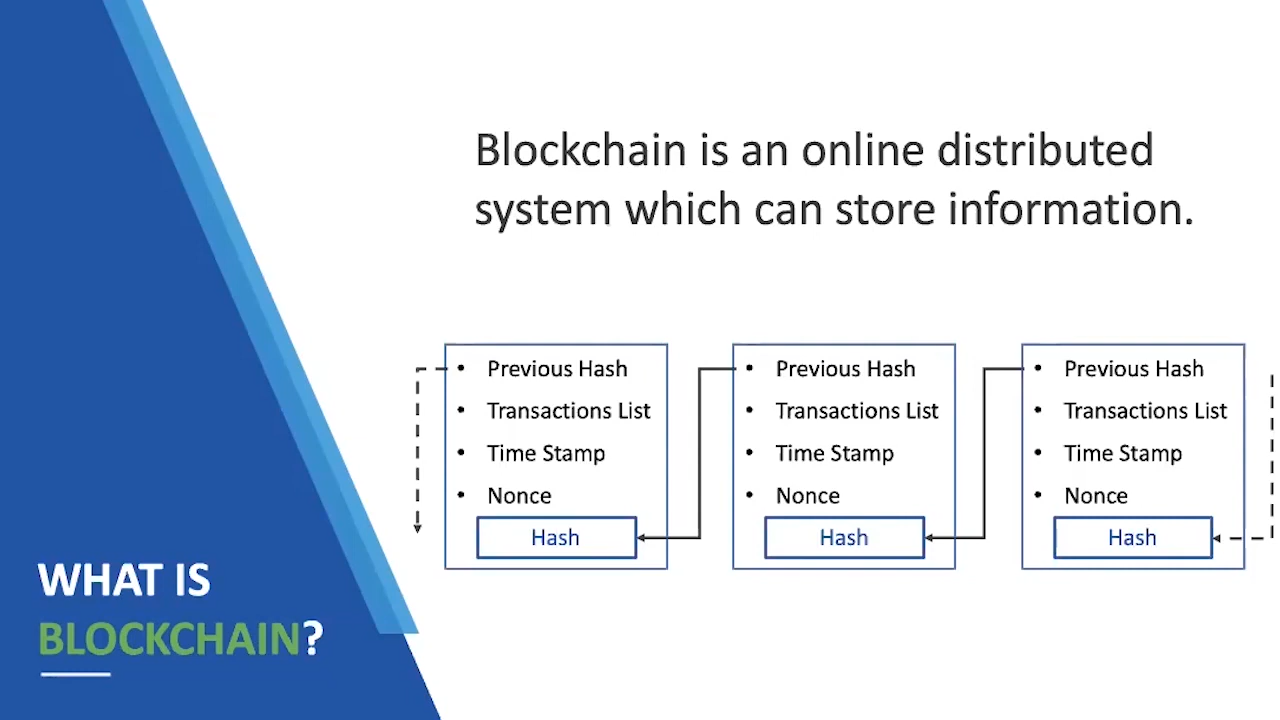 Blockchain is an online distributed
system which can store information.
• Previous Hash
• Transactions List
• Time Stamp
• Nonce
Hash
• Previous Hash
• Transactions List
• Time Stamp
• Nonce
Hash
• Previous Hash
• Transactions List
• Time Stamp
• Nonce
Hash
WHAT IS
BLOCKCHAIN?